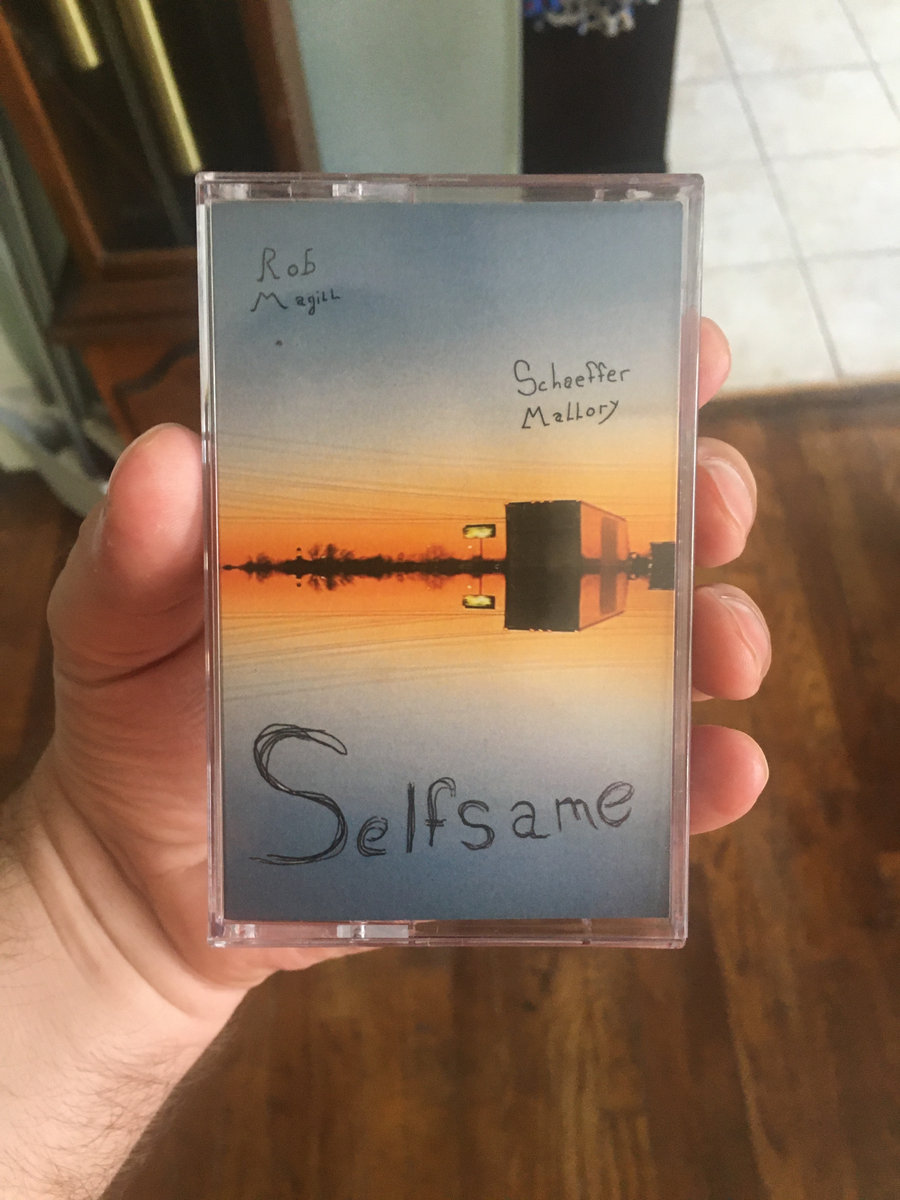 Rob
Magill
Schaeffer
Mallory
Selfsame